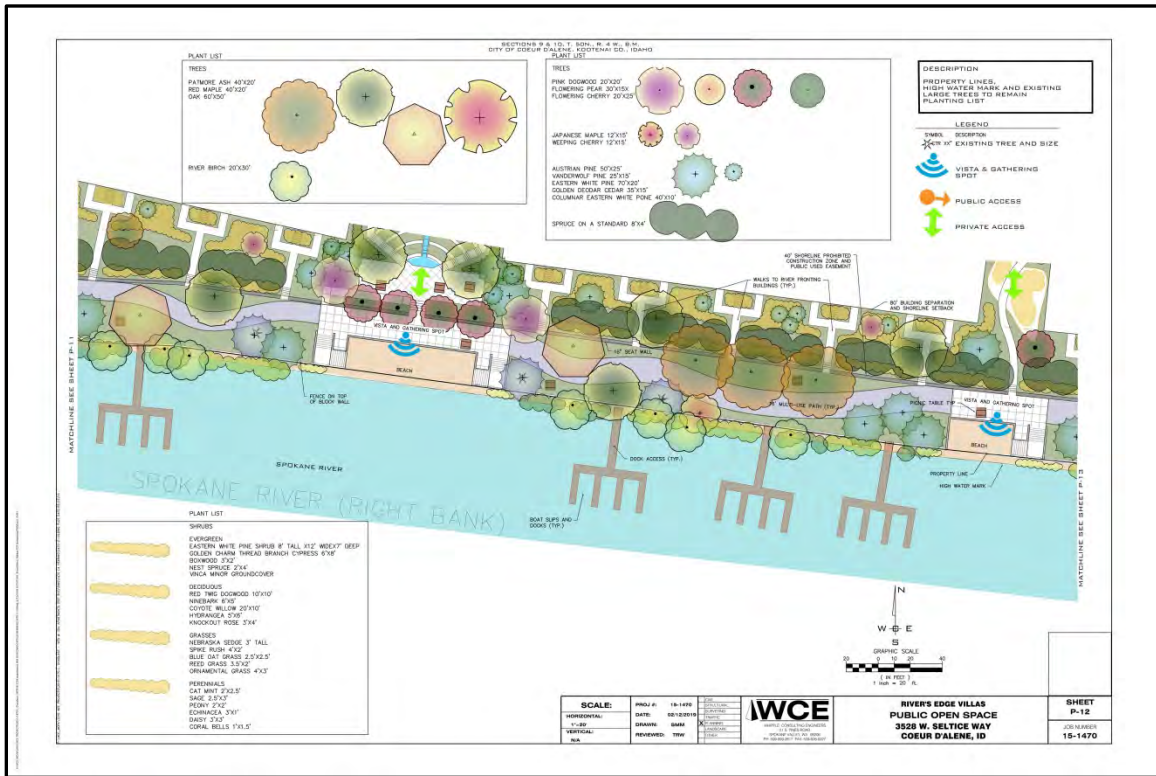 SECTIONS 9 & 10, T. 50N., R. 4 W., B.M.
CITY OF COEUR D'ALENE, KOOTENAI CO., IDAHO
PLANT LIST
TREES
PATMORE ASH 40'X20'
RED MAPLE 40'X20'
OAK 60'X50'
RIVER BIRCH 20'X30'
PLANT LIST
TREES
PINK DOGWOOD 20'X20'
FLOWERING PEAR 30'X15X
FLOWERING CHERRY 20'X25'
JAPANESE MAPLE 12'X15'
WEEPING CHERRY 12'X15'
AUSTRIAN PINE 50'X25'
VANDERWOLF PINE 25'X15'
EASTERN WHITE PINE 70'X20'
GOLDEN DEODAR CEDAR 35'X15'
COLUMNAR EASTERN WHITE PONE 40'X10'
SPRUCE ON A STANDARD 8'X4'
DESCRIPTION
PROPERTY LINES,
HIGH WATER MARK AND EXISTING
LARGE TREES TO REMAIN
PLANTING LIST
LEGEND
SYMBOL DESCRIPTION
XX" EXISTING TREE AND SIZE
VISTA & GATHERING
SPOT
PUBLIC ACCESS
PRIVATE ACCESS
40' SHORELINE PROHIBITED
CONSTRUCTION ZONE AND
PUBLIC USED EASEMENT
WALKS TO RIVER FRONTING
BUILDINGS (TYP.)
80' BUILDING SEPARATION
AND SHORELINE SETBACK
VISTA AND GATHERING SPOT
BEACH
SEAT WALL
FENCE ON TOP
OF BLOCK WALL
MULTI-USE PATH (TYP.)
PICNIC TABLE TYP
VISTA AND GATHERING SPOT
BEACH
PROPERTY LINE
HIGH WATER MARK
DOCK ACCESS (TYP.)
BOAT SLIPS AND
DOCKS (TYP.)
SPOKANE RIVER
SPOKANE RIVER (RIGHT BANK)
MATCHLINE SEE SHEET P-11
MATCHLINE SEE SHEET P-13
PLANT LIST
SHRUBS
EVERGREEN
EASTERN WHITE PINE SHRUB 8' TALL X12' WIDEX7' DEEP
GOLDEN CHARM THREAD BRANCH CYPRESS 6'X8'
BOXWOOD 3'X2'
NEST SPRUCE 2'X4'
VINCA MINOR GROUNDCOVER
DECIDUOUS
RED TWIG DOGWOOD 10'X10'
NINEBARK 6'X5'
COYOTE WILLOW 20'X10'
HYDRANGEA 5'X6'
KNOCKOUT ROSE 3'X4'
GRASSES
NEBRASKA SEDGE 3' TALL
SPIKE RUSH 4'X2'
BLUE OAT GRASS 2.5'X2.5'
REED GRASS 3.5'X2'
ORNAMENTAL GRASS 4'X3'
PERENNIALS
CAT MINT 2'X2.5'
SAGE 2.5'X3'
PEONY 2'X2'
ECHINACEA 3'X1'
DAISY 3'X3'
CORAL BELLS 1'X1.5'
N
W E
S
GRAPHIC SCALE
20 0 10 20 40
( IN FEET )
1 inch = 20 ft.
SCALE:
HORIZONTAL:
1"=20'
VERTICAL:
N/A
PROJ #: 15-1470
DATE:
DRAWN: SMM
REVIEWED: TRW
WCE
RIVER'S EDGE VILLAS
PUBLIC OPEN SPACE
3528 W. SELTICE WAY
COEUR D'ALENE, ID
SHEET
P-12
JOB NUMBER
15-1470